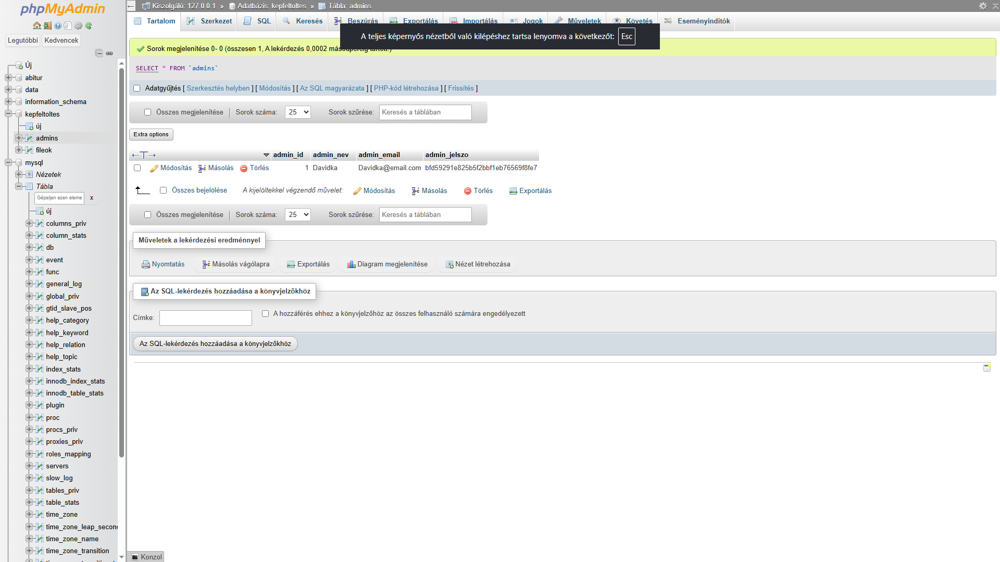 phpMyAdmin
Legutóbbi Kedvencek
Új
abitur
data
information_schema
kepfeltoltes
új
admins
fileok
mysql
Nézetek
Tábla
Gépeljen ezen eleme x
új
columns_priv
column_stats
db
event
func
general_log
global_priv
gtid_slave_pos
help_category
help_keyword
help_relation
help_topic
index_stats
innodb_index_stats
innodb_table_stats
plugin
proc
procs_priv
proxies_priv
roles_mapping
servers
slow_log
tables_priv
table_stats
time_zone
time_zone_leap_secon
time_zone_name
time_zone_transition
Kiszolgáló: 127.0.0.1 » Adatbázis: kepfeltoltes » Tábla: admins
Tartalom Szerkezet SQL Keresés Beszúrás Exportálás Importálás Jogok Műveletek Követés Eseményindítók
A teljes képernyős nézetből való kilépéshez tartsa lenyomva a következőt: Esc
Sorok megjelenítése 0- 0 (összesen 1, A lekérdezés 0,0002 másodpercig tartott.)
SELECT * FROM `admins`
Adatgyűjtés [ Szerkesztés helyben ] [ Módosítás ] [ Az SQL magyarázata ] [ PHP-kód létrehozása ] [ Frissítés ]
Összes megjelenítése Sorok száma: 25 Sorok szűrése: Keresés a táblában
Extra options
←T→ admin_id admin_nev admin_email admin_jelszo
Módosítás Másolás Törlés 1 Davidka Davidka@email.com bfd59291e825b5f2bbf1eb76569f8fe7
Összes bejelölése A kijelöltekkel végzendő művelet: Módosítás Másolás Törlés Exportálás
Összes megjelenítése Sorok száma: 25 Sorok szűrése: Keresés a táblában
Műveletek a lekérdezési eredménnyel
Nyomtatás Másolás vágólapra Exportálás Diagram megjelenítése Nézet létrehozása
Az SQL-lekérdezés hozzáadása a könyvjelzőkhöz
Címke: A hozzáférés ehhez a könyvjelzőhöz az összes felhasználó számára engedélyezett
Az SQL-lekérdezés hozzáadása a könyvjelzőkhöz
Konzol